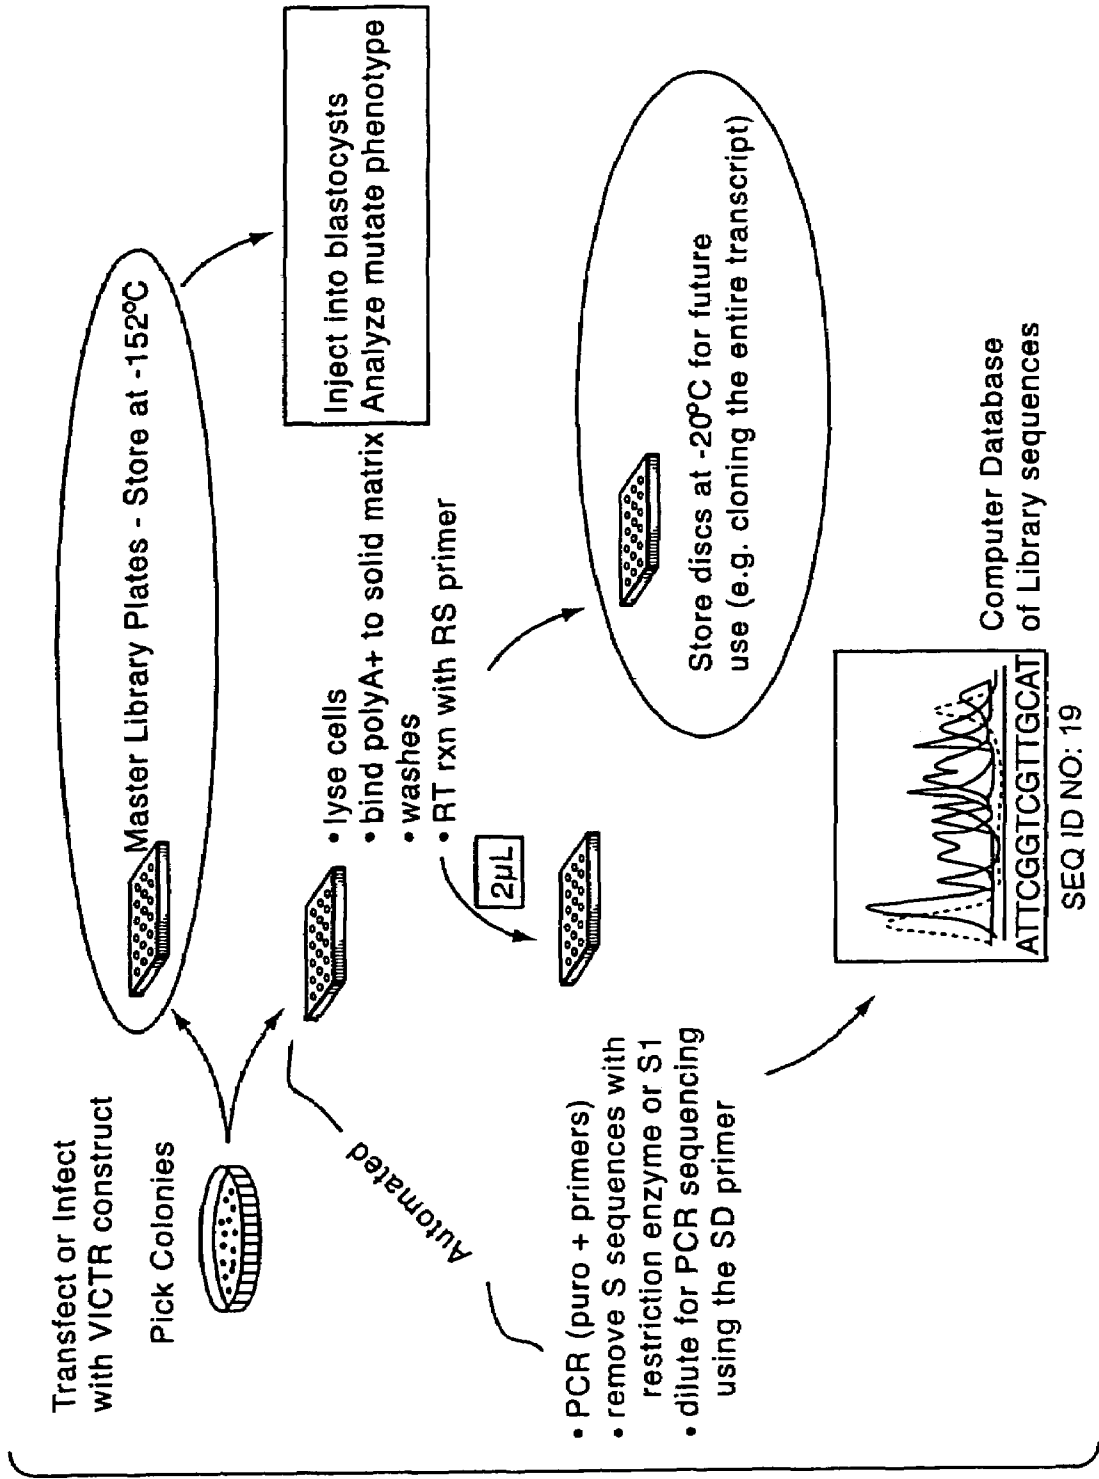 Transfect or Infect
with VICTR construct
Pick Colonies
Master Library Plates - Store at -152°C
Inject into blastocysts
Analyze mutate phenotype
• lyse cells
• bind polyA+ to solid matrix
• washes
• RT rxn with RS primer
2µL
Automated
Store discs at -20°C for future
use (e.g. cloning the entire transcript)
• PCR (puro + primers)
• remove S sequences with
restriction enzyme or S1
• dilute for PCR sequencing
using the SD primer
ATTCGGTCGTTGCAT
Computer Database
of Library sequences
SEQ ID NO: 19